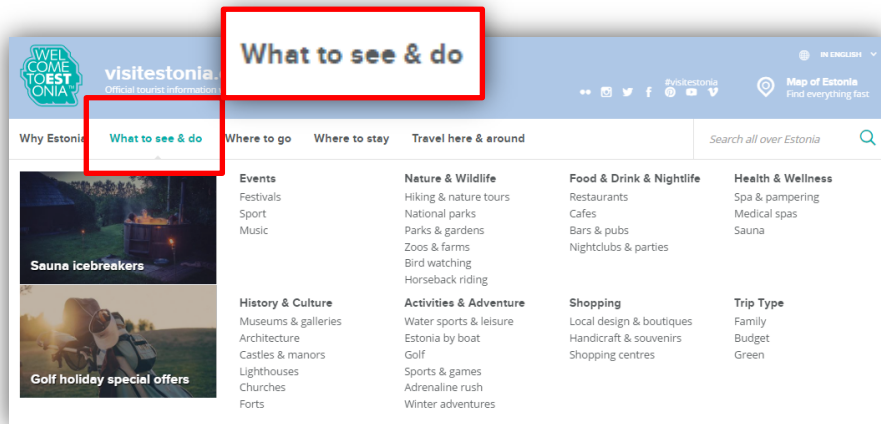 What to see & do
WEL
COME
TO EST
ONIA™
visitestonia.
Official tourist information
#visitestonia
IN ENGLISH
Map of Estonia
Find everything fast
Why Estonia
What to see & do
Where to go
Where to stay
Travel here & around
Search all over Estonia
Sauna icebreakers
Golf holiday special offers
Events
Festivals
Sport
Music
Nature & Wildlife
Hiking & nature tours
National parks
Parks & gardens
Zoos & farms
Bird watching
Horseback riding
Food & Drink & Nightlife
Restaurants
Cafes
Bars & pubs
Nightclubs & parties
Health & Wellness
Spa & pampering
Medical spas
Sauna
History & Culture
Museums & galleries
Architecture
Castles & manors
Lighthouses
Churches
Forts
Activities & Adventure
Water sports & leisure
Estonia by boat
Golf
Sports & games
Adrenaline rush
Winter adventures
Shopping
Local design & boutiques
Handicraft & souvenirs
Shopping centres
Trip Type
Family
Budget
Green